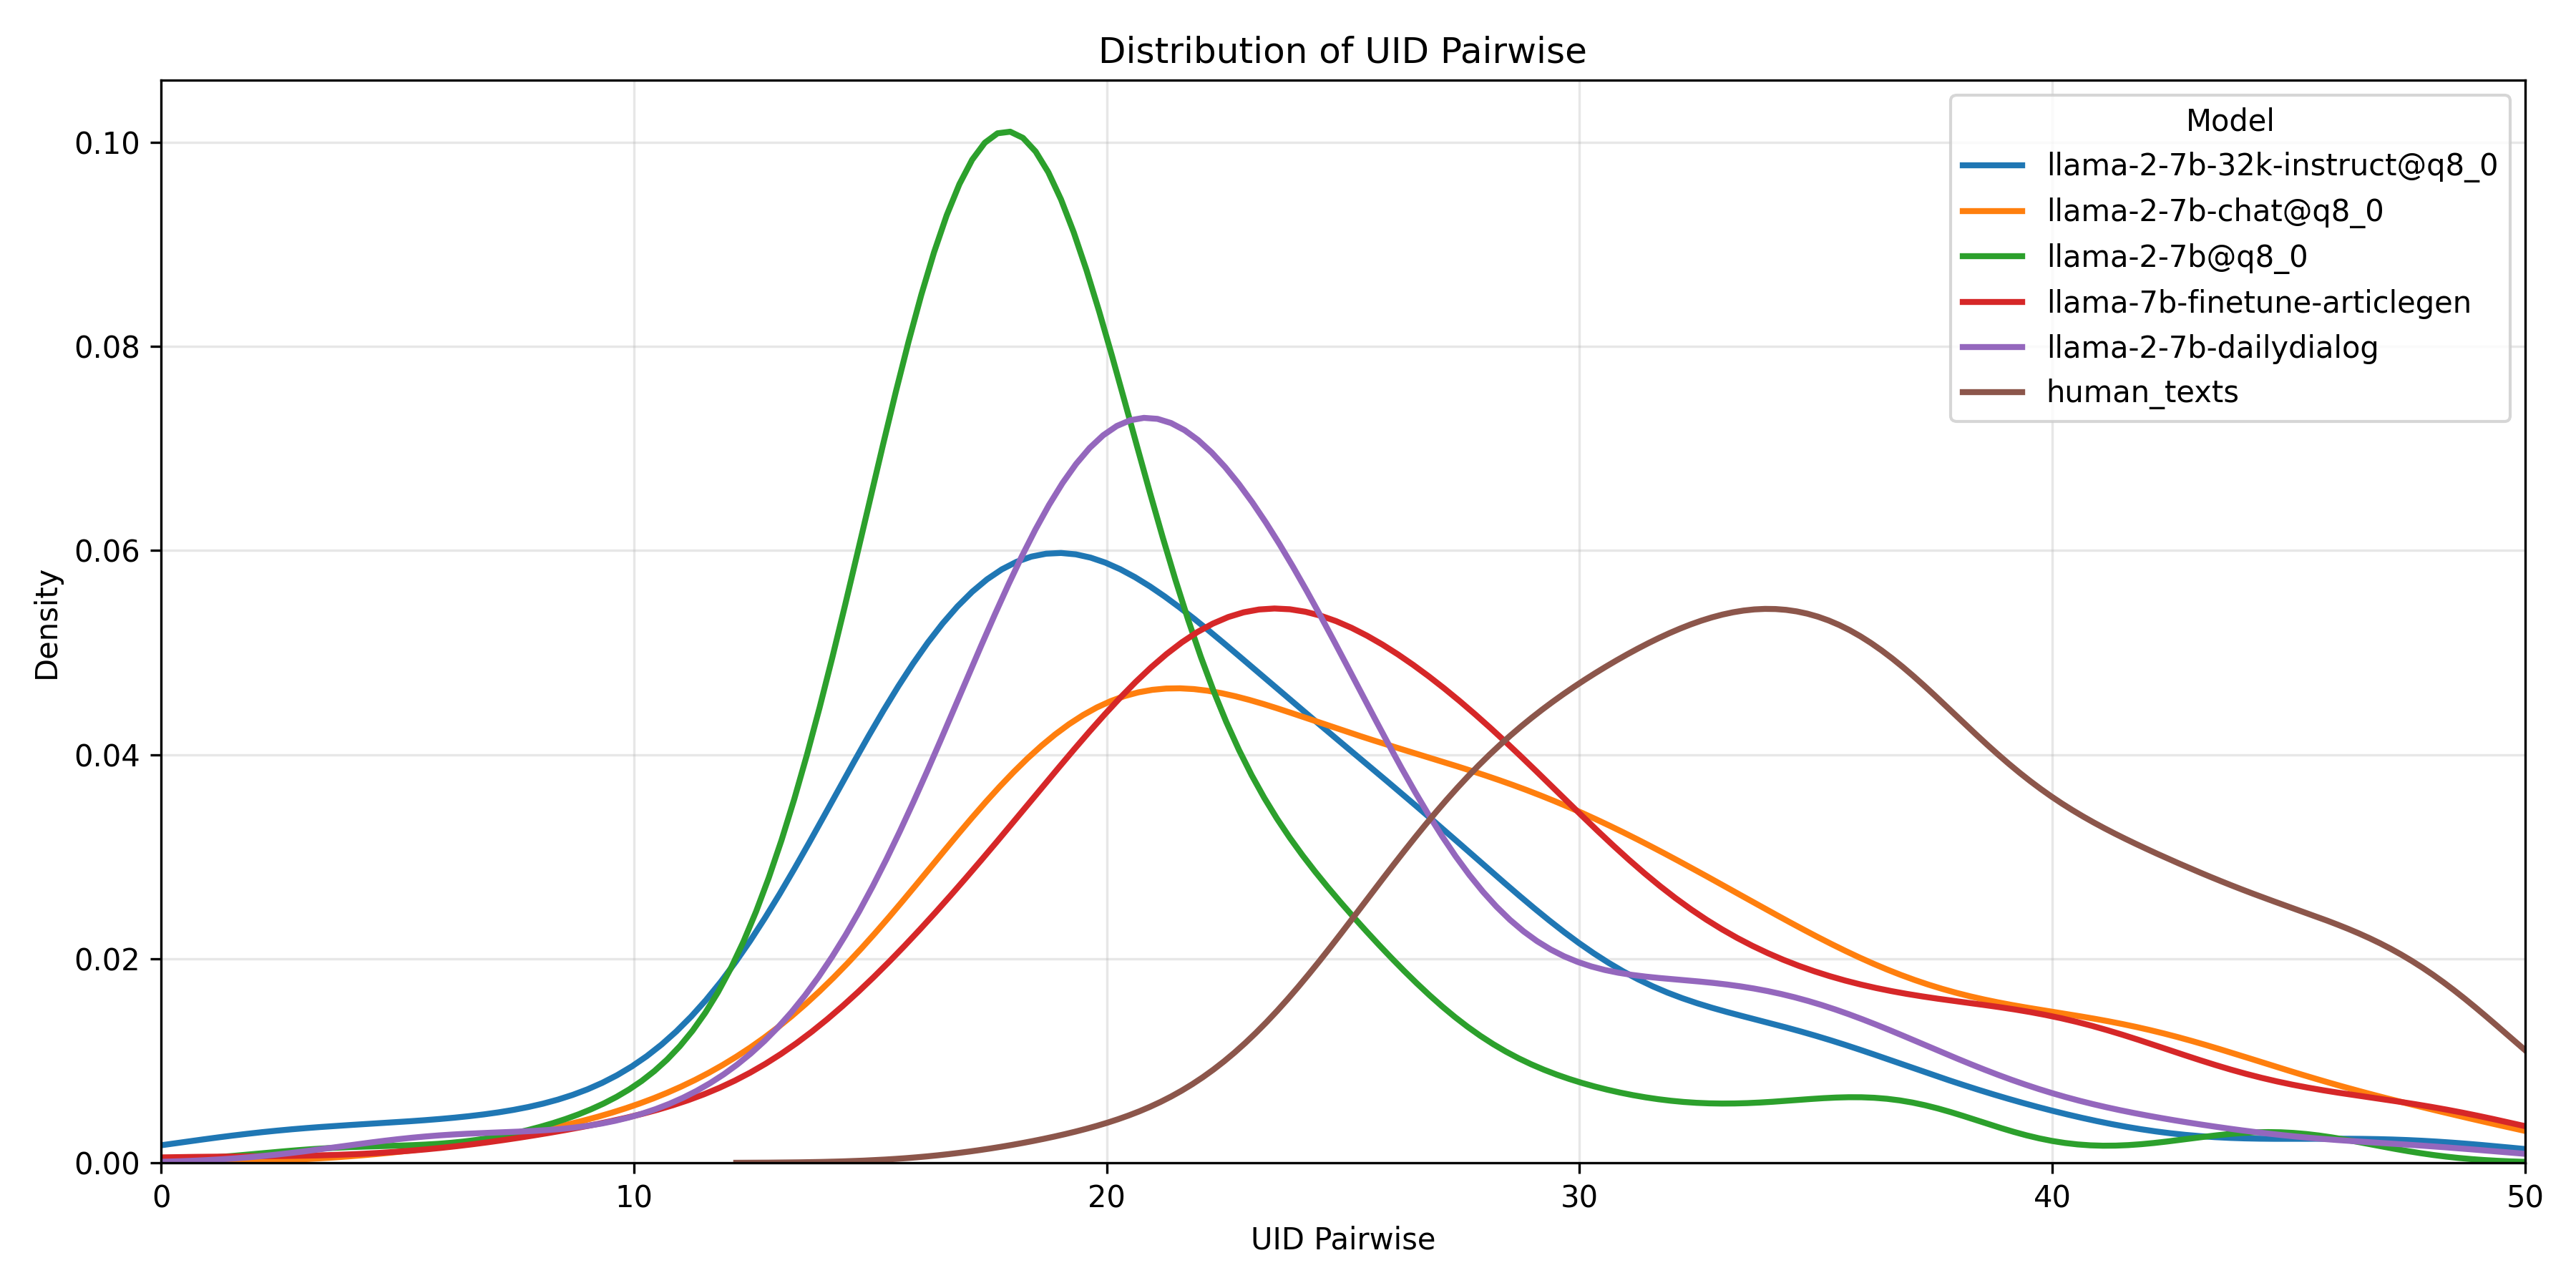 Distribution of UID Pairwise
Model
llama-2-7b-32k-instruct@q8_0
llama-2-7b-chat@q8_0
llama-2-7b@q8_0
llama-7b-finetune-articlegen
llama-2-7b-dailydialog
human_texts
Density
0.10
0.08
0.06
0.04
0.02
0.00
0 10 20 30 40 50
UID Pairwise